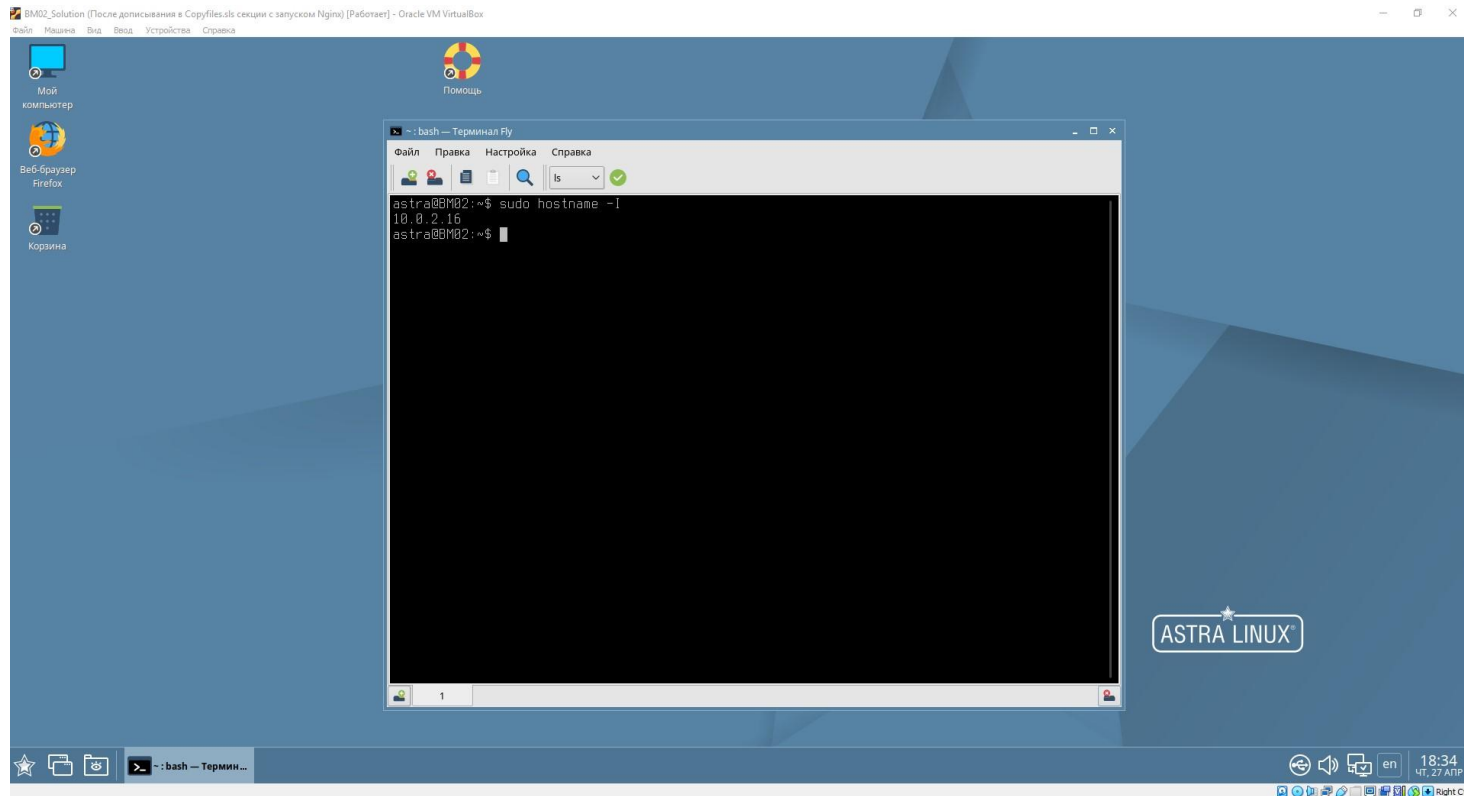 BM02_Solution (После дописывания в Copyfiles.sls секции с запуском Nginx) [Работает] - Oracle VM VirtualBox
Файл Машина Вид Ввод Устройства Справка
Мой
компьютер
Помощь
Веб-браузер
Firefox
Корзина
~ : bash — Терминал Fly
Файл Правка Настройка Справка
ls
astra@BM02:~$ sudo hostname -I
10.0.2.16
astra@BM02:~$
1
ASTRA LINUX®
~ : bash — Термин...
en
18:34
ЧТ, 27 АПР
Right C